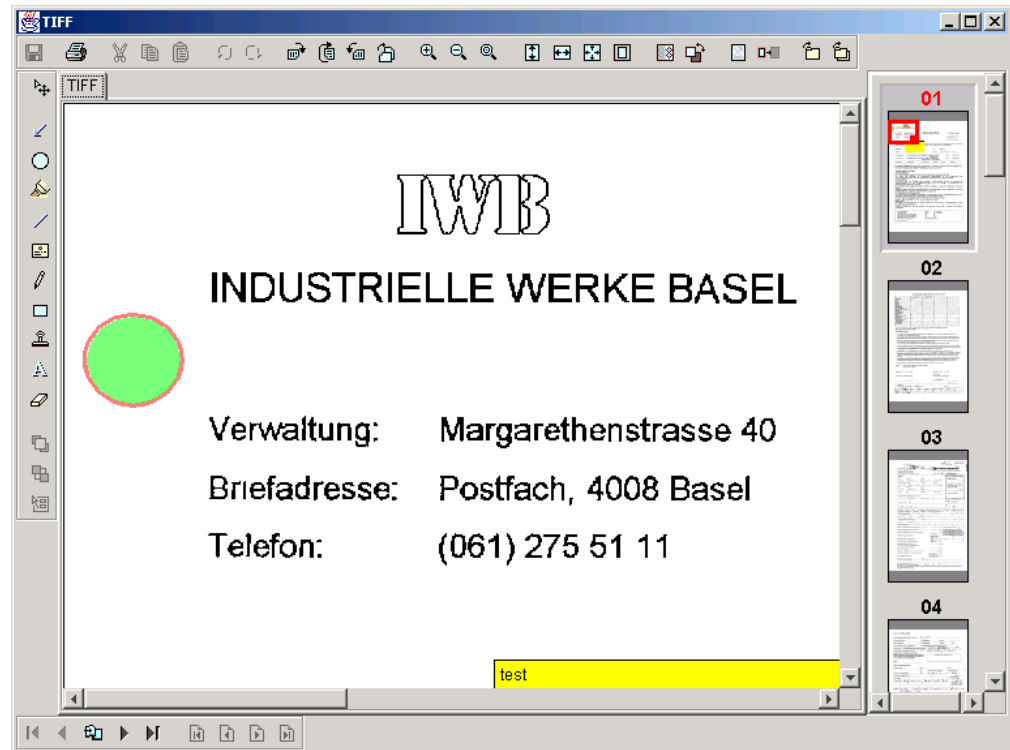 TIFF
TIFF
IWB
INDUSTRIELLE WERKE BASEL
Verwaltung: Margarethenstrasse 40
Briefadresse: Postfach, 4008 Basel
Telefon: (061) 275 51 11
test
01
02
03
04